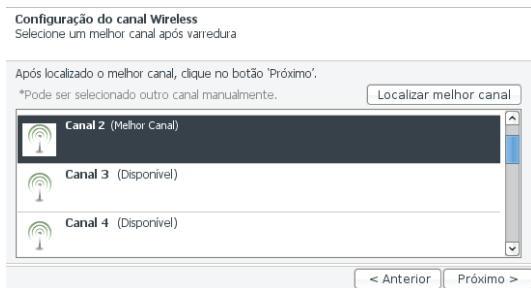 Configuração do canal Wireless
Selecione um melhor canal após varredura
Após localizado o melhor canal, clique no botão 'Próximo'.
*Pode ser selecionado outro canal manualmente.
Localizar melhor canal
Canal 2 (Melhor Canal)
Canal 3 (Disponível)
Canal 4 (Disponível)
< Anterior
Próximo >